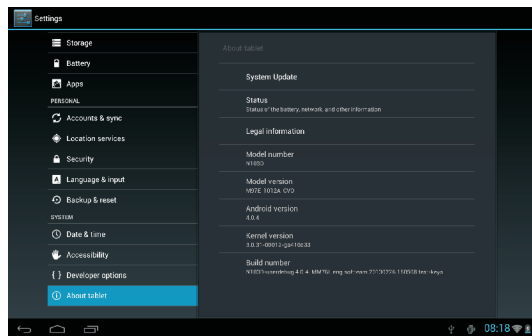 Settings
Storage
Battery
Apps
PERSONAL
Accounts & sync
Location services
Security
A Language & input
Backup & reset
SYSTEM
Date & time
Accessibility
{ } Developer options
About tablet
About tablet
System Update
Status
Status of the battery, network, and other information
Legal information
Model number
Model version
Android version
4.0.4
Kernel version
Build number
08:18